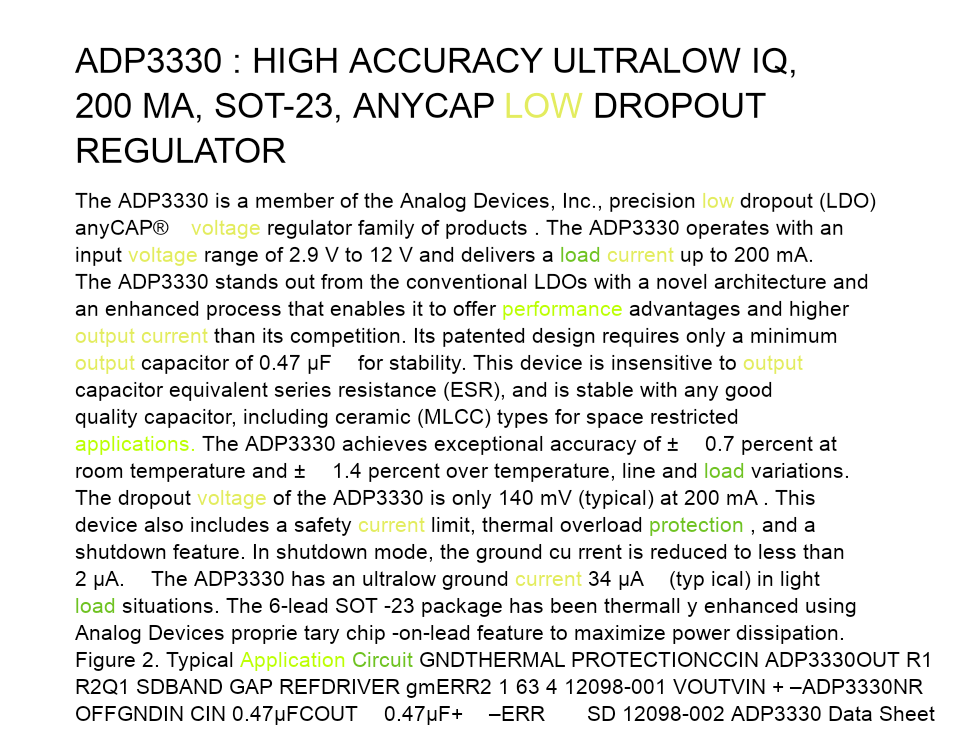 ADP3330 : HIGH ACCURACY ULTRALOW IQ,
200 MA, SOT-23, ANYCAP LOW DROPOUT
REGULATOR
The ADP3330 is a member of the Analog Devices, Inc., precision low dropout (LDO)
anyCAP® voltage regulator family of products . The ADP3330 operates with an
input voltage range of 2.9 V to 12 V and delivers a load current up to 200 mA.
The ADP3330 stands out from the conventional LDOs with a novel architecture and
an enhanced process that enables it to offer performance advantages and higher
output current than its competition. Its patented design requires only a minimum
output capacitor of 0.47 μF for stability. This device is insensitive to output
capacitor equivalent series resistance (ESR), and is stable with any good
quality capacitor, including ceramic (MLCC) types for space restricted
applications. The ADP3330 achieves exceptional accuracy of ± 0.7 percent at
room temperature and ± 1.4 percent over temperature, line and load variations.
The dropout voltage of the ADP3330 is only 140 mV (typical) at 200 mA . This
device also includes a safety current limit, thermal overload protection , and a
shutdown feature. In shutdown mode, the ground cu rrent is reduced to less than
2 μA. The ADP3330 has an ultralow ground current 34 μA (typ ical) in light
load situations. The 6-lead SOT -23 package has been thermall y enhanced using
Analog Devices proprie tary chip -on-lead feature to maximize power dissipation.
Figure 2. Typical Application Circuit GNDTHERMAL PROTECTIONCCIN ADP3330OUT R1
R2Q1 SDBAND GAP REFDRIVER gmERR2 1 63 4 12098-001 VOUTVIN + –ADP3330NR
OFFGNDIN CIN 0.47μFCOUT 0.47μF+ –ERR SD 12098-002 ADP3330 Data Sheet